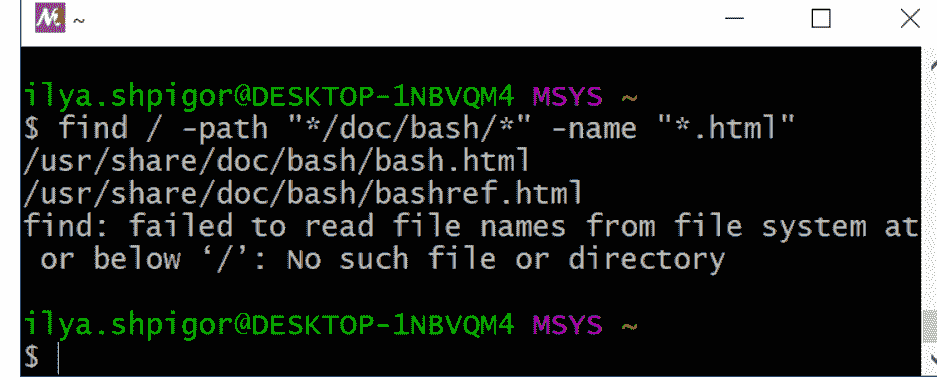 ~
ilya.shpigor@DESKTOP-1NBVQM4 MSYS ~
$ find / -path "*/doc/bash/*" -name "*.html"
/usr/share/doc/bash/bash.html
/usr/share/doc/bash/bashref.html
find: failed to read file names from file system at
or below ‘/’: No such file or directory
ilya.shpigor@DESKTOP-1NBVQM4 MSYS ~
$